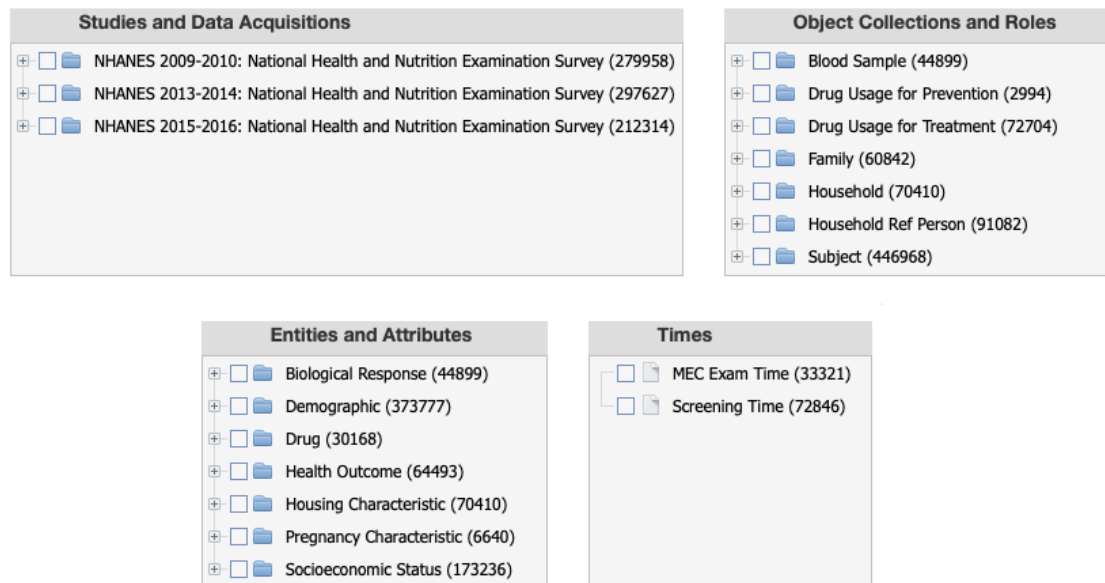 Studies and Data Acquisitions
NHANES 2009-2010: National Health and Nutrition Examination Survey (279958)
NHANES 2013-2014: National Health and Nutrition Examination Survey (297627)
NHANES 2015-2016: National Health and Nutrition Examination Survey (212314)
Object Collections and Roles
Blood Sample (44899)
Drug Usage for Prevention (2994)
Drug Usage for Treatment (72704)
Family (60842)
Household (70410)
Household Ref Person (91082)
Subject (446968)
Entities and Attributes
Biological Response (44899)
Demographic (373777)
Drug (30168)
Health Outcome (64493)
Housing Characteristic (70410)
Pregnancy Characteristic (6640)
Socioeconomic Status (173236)
Times
MEC Exam Time (33321)
Screening Time (72846)